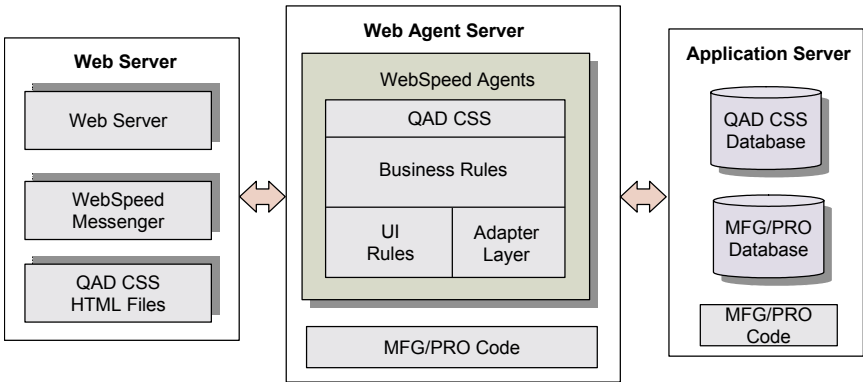 Web Server
Web Server
WebSpeed
Messenger
QAD CSS
HTML Files
Web Agent Server
WebSpeed Agents
QAD CSS
Business Rules
UI
Rules
Adapter
Layer
MFG/PRO Code
Application Server
QAD CSS
Database
MFG/PRO
Database
MFG/PRO
Code